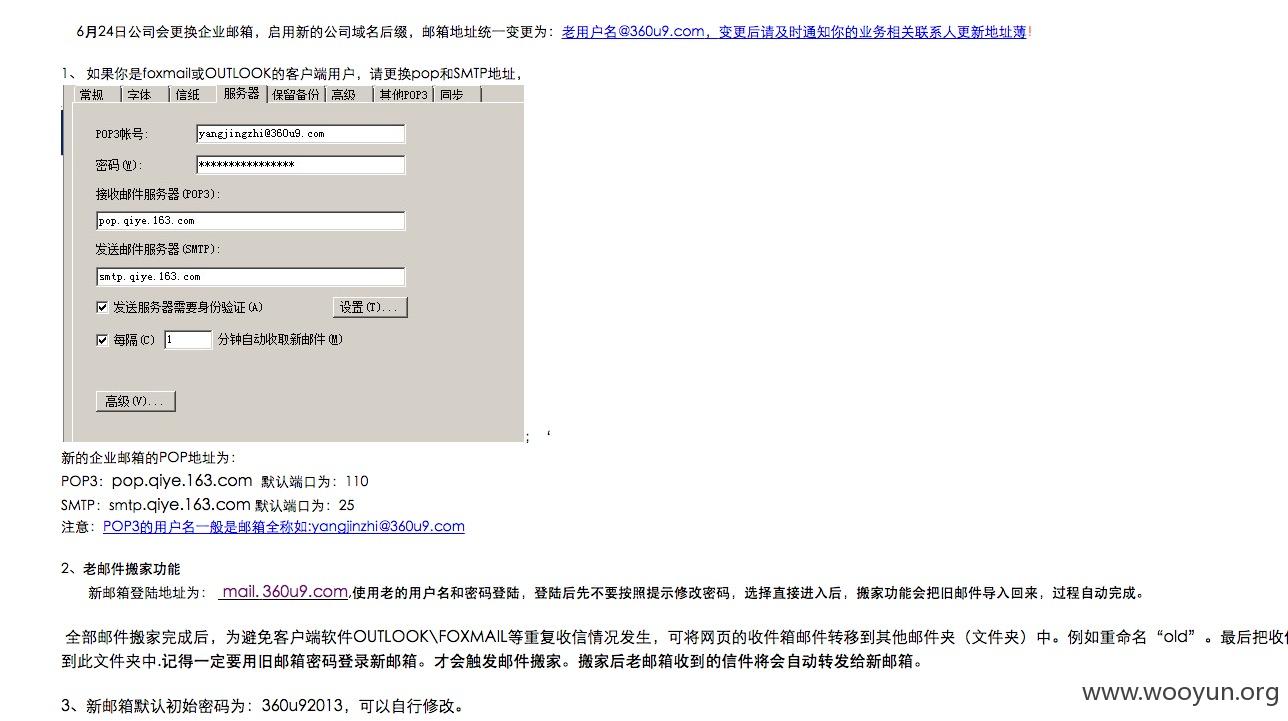 6月24日公司会更换企业邮箱，启用新的公司域名后缀，邮箱地址统一变更为：老用户名@360u9.com，变更后请及时通知你的业务相关联系人更新地址薄!
1、 如果你是foxmail或OUTLOOK的客户端用户，请更换pop和SMTP地址，
常规 字体 信纸 服务器 保留备份 高级 其他POP3 同步
POP3帐号: yangjingzhi@360u9.com
密码(W): ****************
接收邮件服务器(POP3):
pop.qiye.163.com
发送邮件服务器(SMTP):
smtp.qiye.163.com
发送服务器需要身份验证(A) 设置(T)...
每隔(C) 1 分钟自动收取新邮件(M)
高级(V)...
； ‘
新的企业邮箱的POP地址为：
POP3：pop.qiye.163.com 默认端口为：110
SMTP：smtp.qiye.163.com 默认端口为：25
注意： POP3的用户名一般是邮箱全称如:yangjinzhi@360u9.com
2、老邮件搬家功能
新邮箱登陆地址为： mail.360u9.com,使用老的用户名和密码登陆，登陆后先不要按照提示修改密码，选择直接进入后，搬家功能会把旧邮件导入回来，过程自动完成。
全部邮件搬家完成后，为避免客户端软件OUTLOOK\FOXMAIL等重复收信情况发生，可将网页的收件箱邮件转移到其他邮件夹（文件夹）中。例如重命名“old”。最后把收
到此文件夹中.记得一定要用旧邮箱密码登录新邮箱。才会触发邮件搬家。搬家后老邮箱收到的信件将会自动转发给新邮箱。
3、新邮箱默认初始密码为：360u92013，可以自行修改。
www.wooyun.org